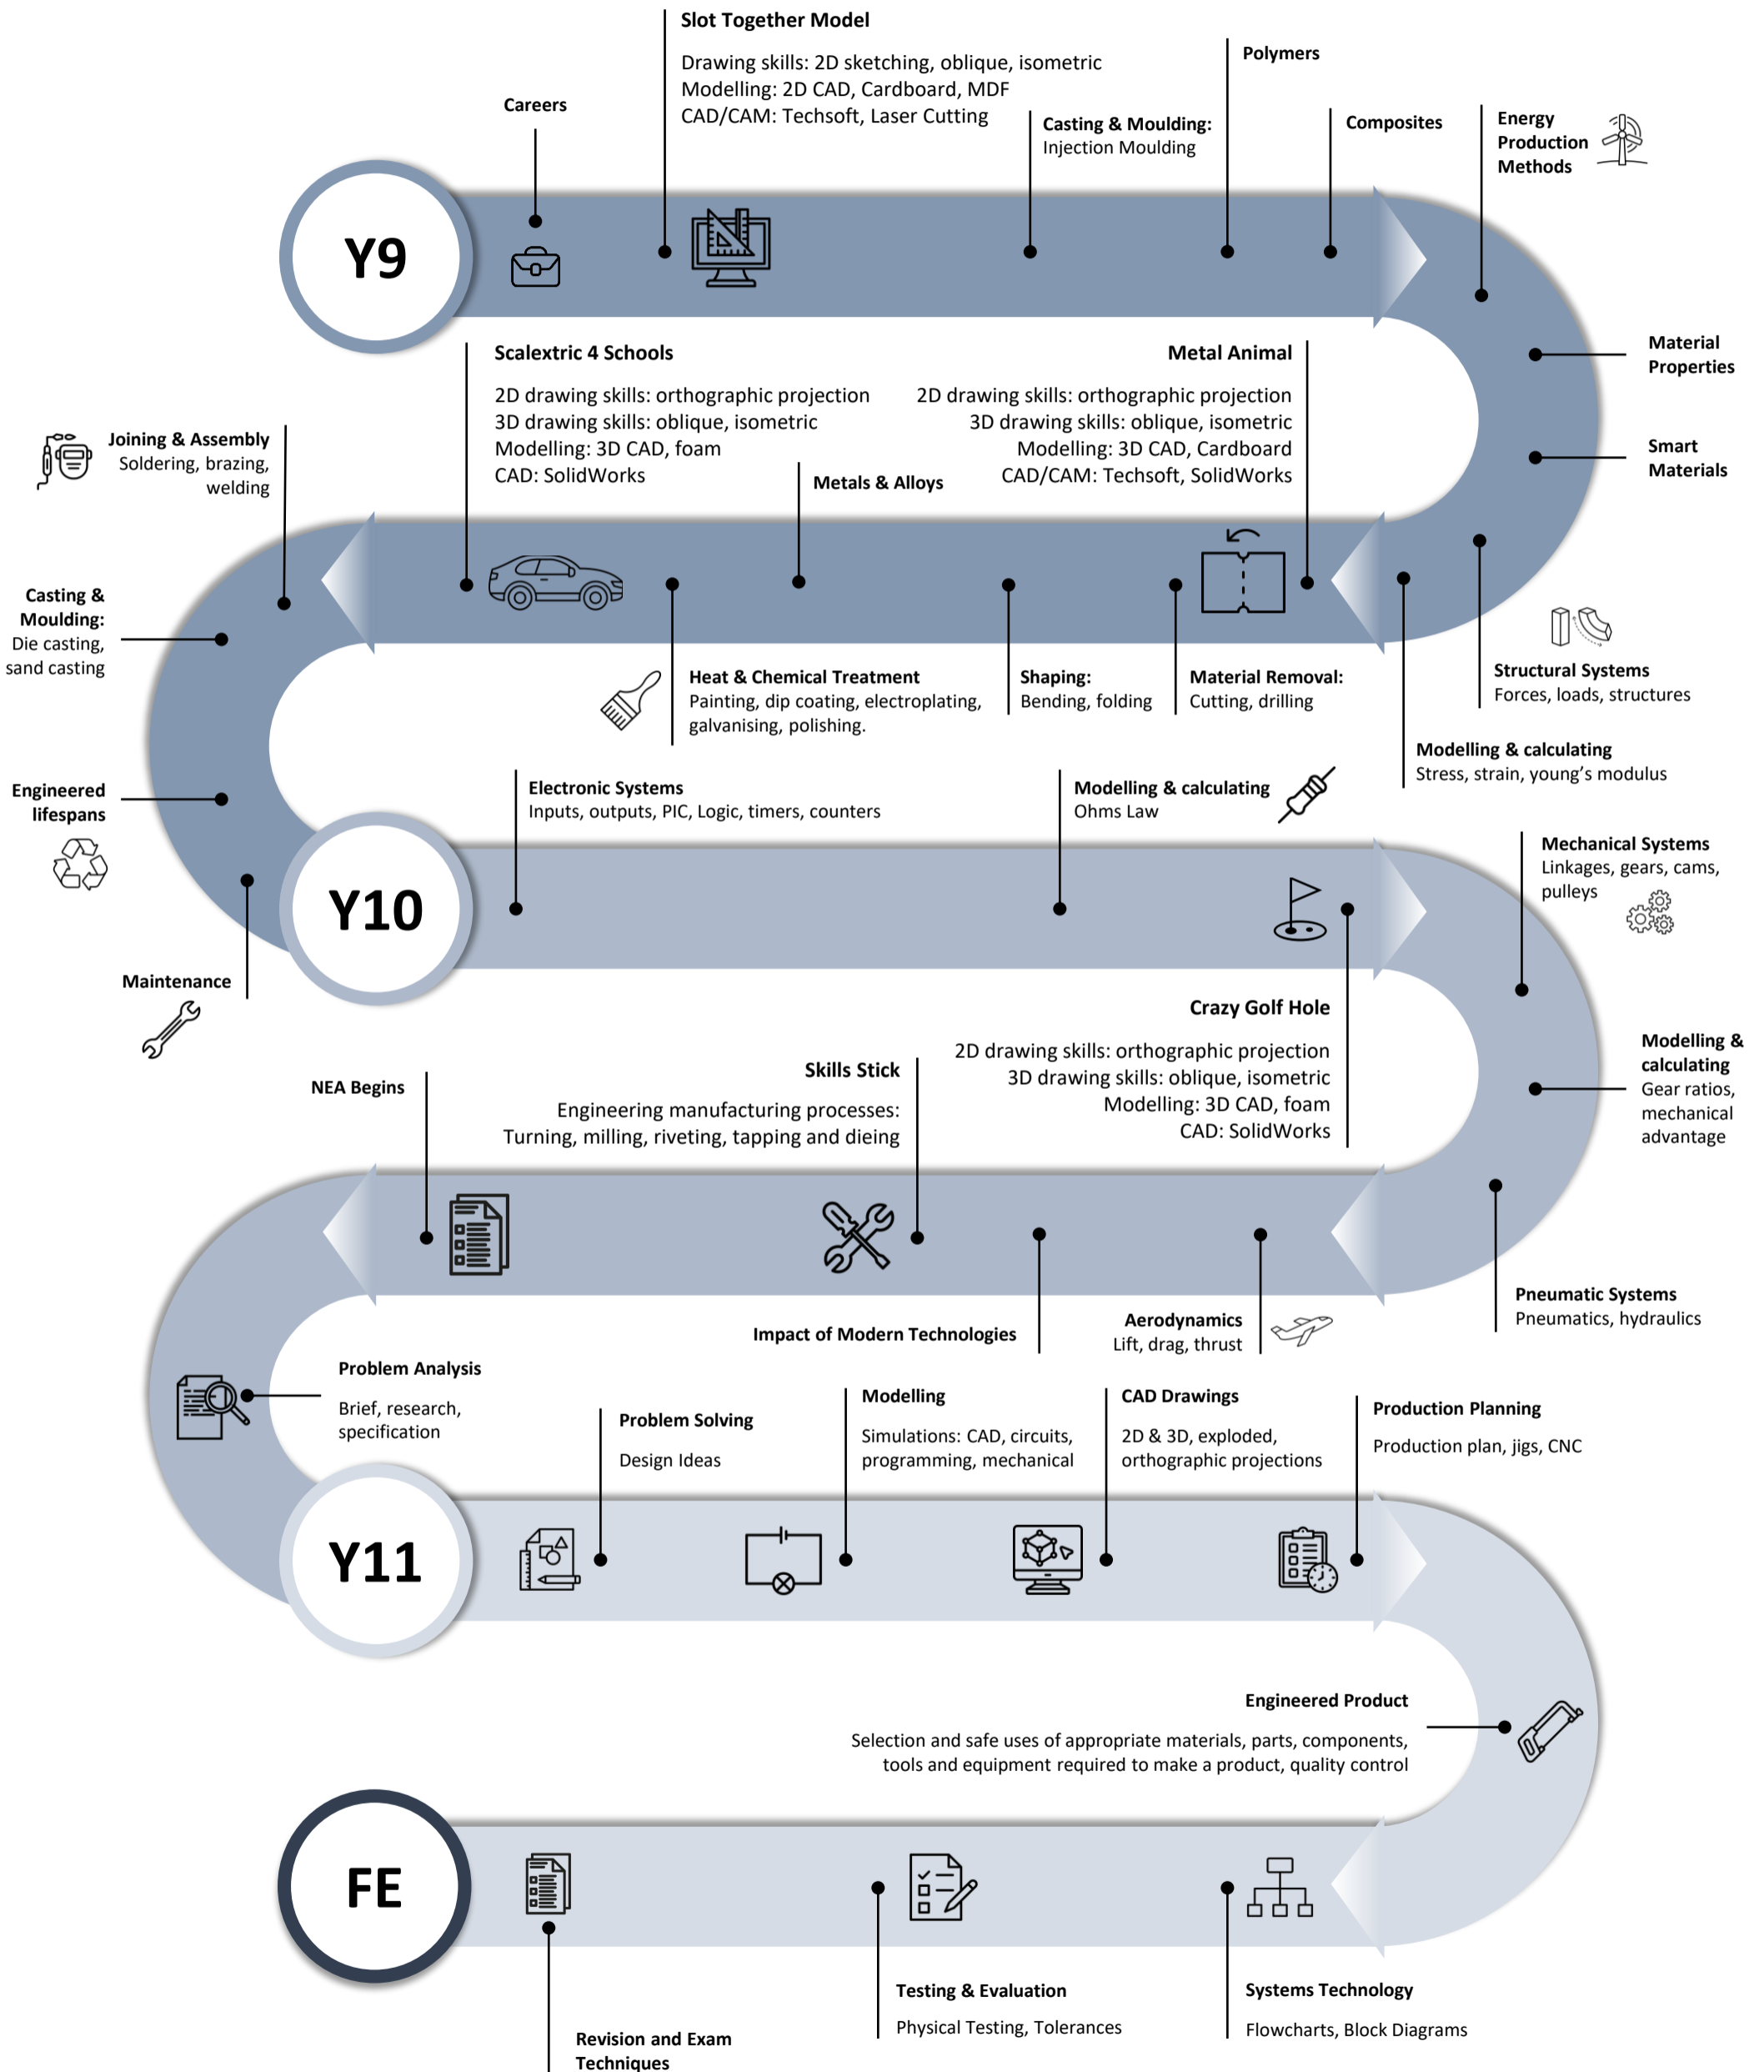 Slot Together Model
Drawing skills: 2D sketching, oblique, isometric
Modelling: 2D CAD, Cardboard, MDF
CAD/CAM: Techsoft, Laser Cutting
Polymers
Careers
Casting & Moulding:
Injection Moulding
Composites
Energy
Production
Methods
Y9
Material
Properties
Smart
Materials
Structural Systems
Forces, loads, structures
Modelling & calculating
Stress, strain, young's modulus
Metal Animal
2D drawing skills: orthographic projection
3D drawing skills: oblique, isometric
Modelling: 3D CAD, Cardboard
CAD/CAM: Techsoft, SolidWorks
Material Removal:
Cutting, drilling
Shaping:
Bending, folding
Metals & Alloys
Heat & Chemical Treatment
Painting, dip coating, electroplating,
galvanising, polishing.
Scalextric 4 Schools
2D drawing skills: orthographic projection
3D drawing skills: oblique, isometric
Modelling: 3D CAD, foam
CAD: SolidWorks
Joining & Assembly
Soldering, brazing,
welding
Casting &
Moulding:
Die casting,
sand casting
Engineered
lifespans
Maintenance
Y10
Electronic Systems
Inputs, outputs, PIC, Logic, timers, counters
Modelling & calculating
Ohms Law
Crazy Golf Hole
2D drawing skills: orthographic projection
3D drawing skills: oblique, isometric
Modelling: 3D CAD, foam
CAD: SolidWorks
Mechanical Systems
Linkages, gears, cams,
pulleys
Modelling &
calculating
Gear ratios,
mechanical
advantage
Pneumatic Systems
Pneumatics, hydraulics
Aerodynamics
Lift, drag, thrust
Impact of Modern Technologies
Skills Stick
Engineering manufacturing processes:
Turning, milling, riveting, tapping and dieing
NEA Begins
Problem Analysis
Brief, research,
specification
Y11
Problem Solving
Design Ideas
Modelling
Simulations: CAD, circuits,
programming, mechanical
CAD Drawings
2D & 3D, exploded,
orthographic projections
Production Planning
Production plan, jigs, CNC
Engineered Product
Selection and safe uses of appropriate materials, parts, components,
tools and equipment required to make a product, quality control
Systems Technology
Flowcharts, Block Diagrams
Testing & Evaluation
Physical Testing, Tolerances
Revision and Exam
Techniques
FE